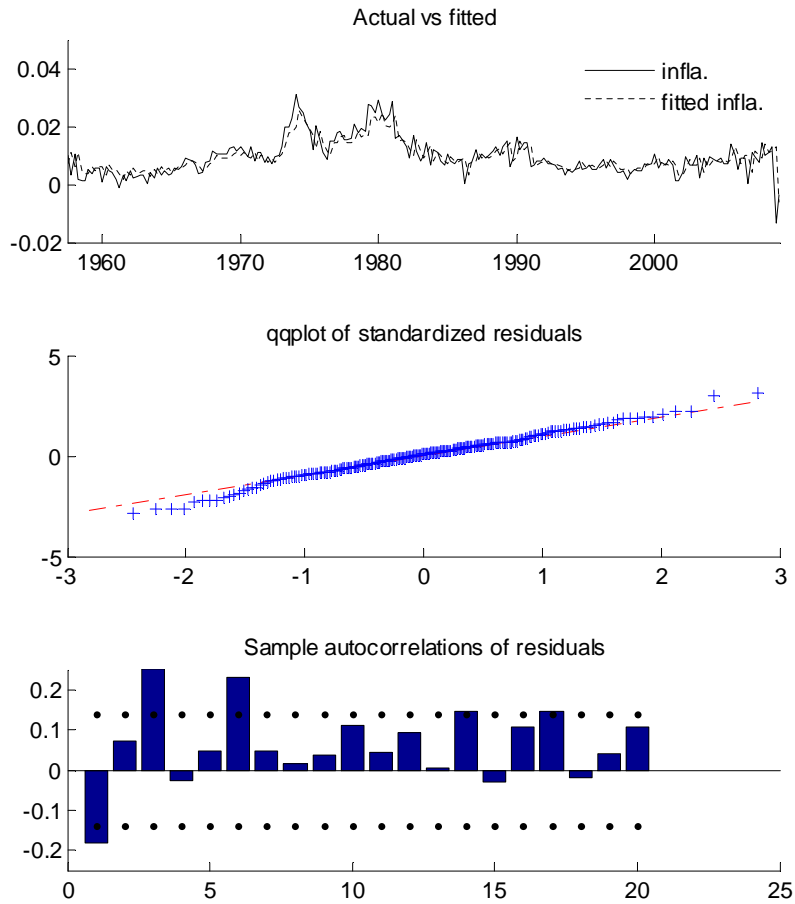 Actual vs fitted
0.04
0.02
0
-0.02
infla.
fitted infla.
1960 1970 1980 1990 2000
qqplot of standardized residuals
5
0
-5
-3 -2 -1 0 1 2 3
Sample autocorrelations of residuals
0.2
0.1
0
-0.1
-0.2
0 5 10 15 20 25